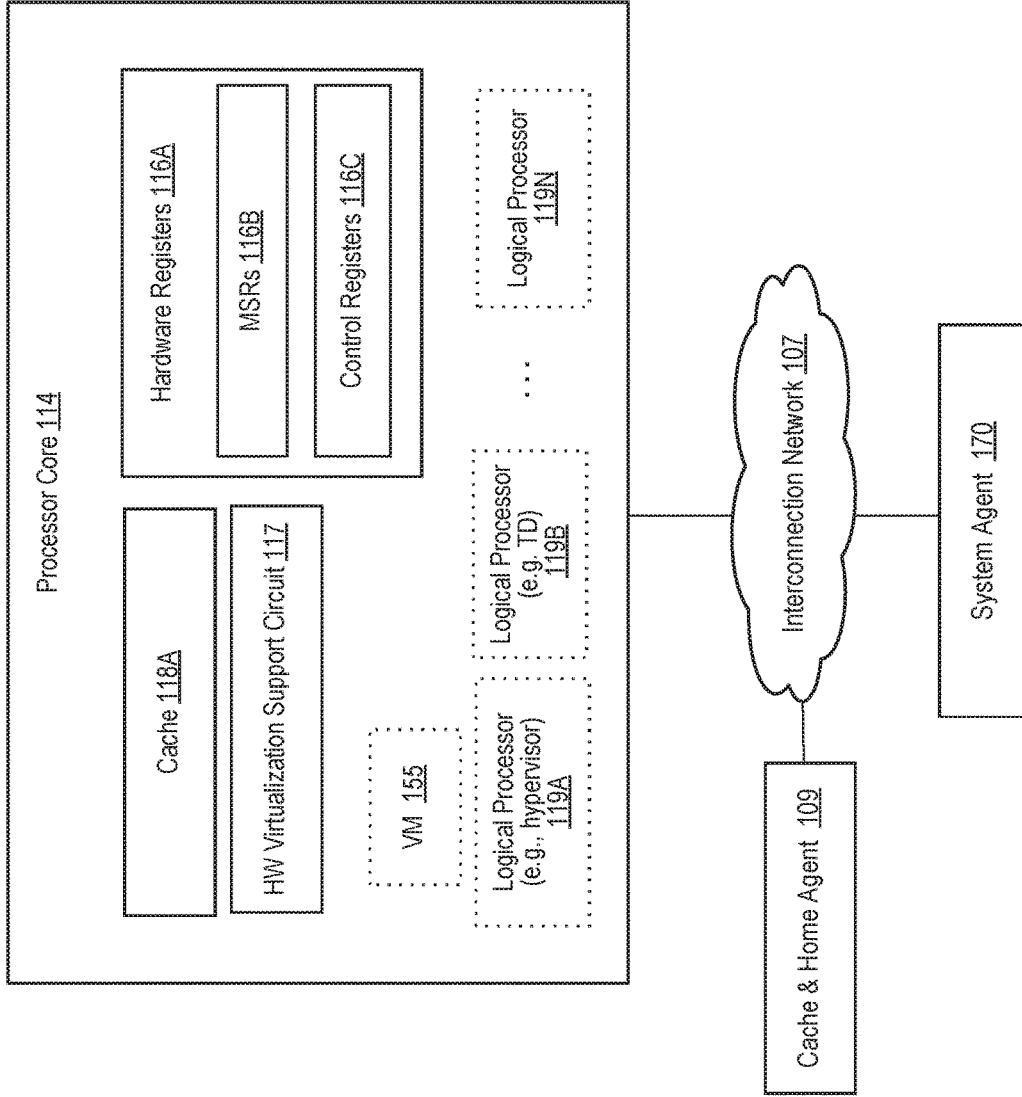 Processor Core 114
Cache 118A
HW Virtualization Support Circuit 117
Hardware Registers 116A
MSRs 116B
Control Registers 116C
VM 155
Logical Processor
(e.g., hypervisor)
119A
Logical Processor
(e.g. TD)
119B
...
Logical Processor
119N
Interconnection Network 107
Cache & Home Agent 109
System Agent 170